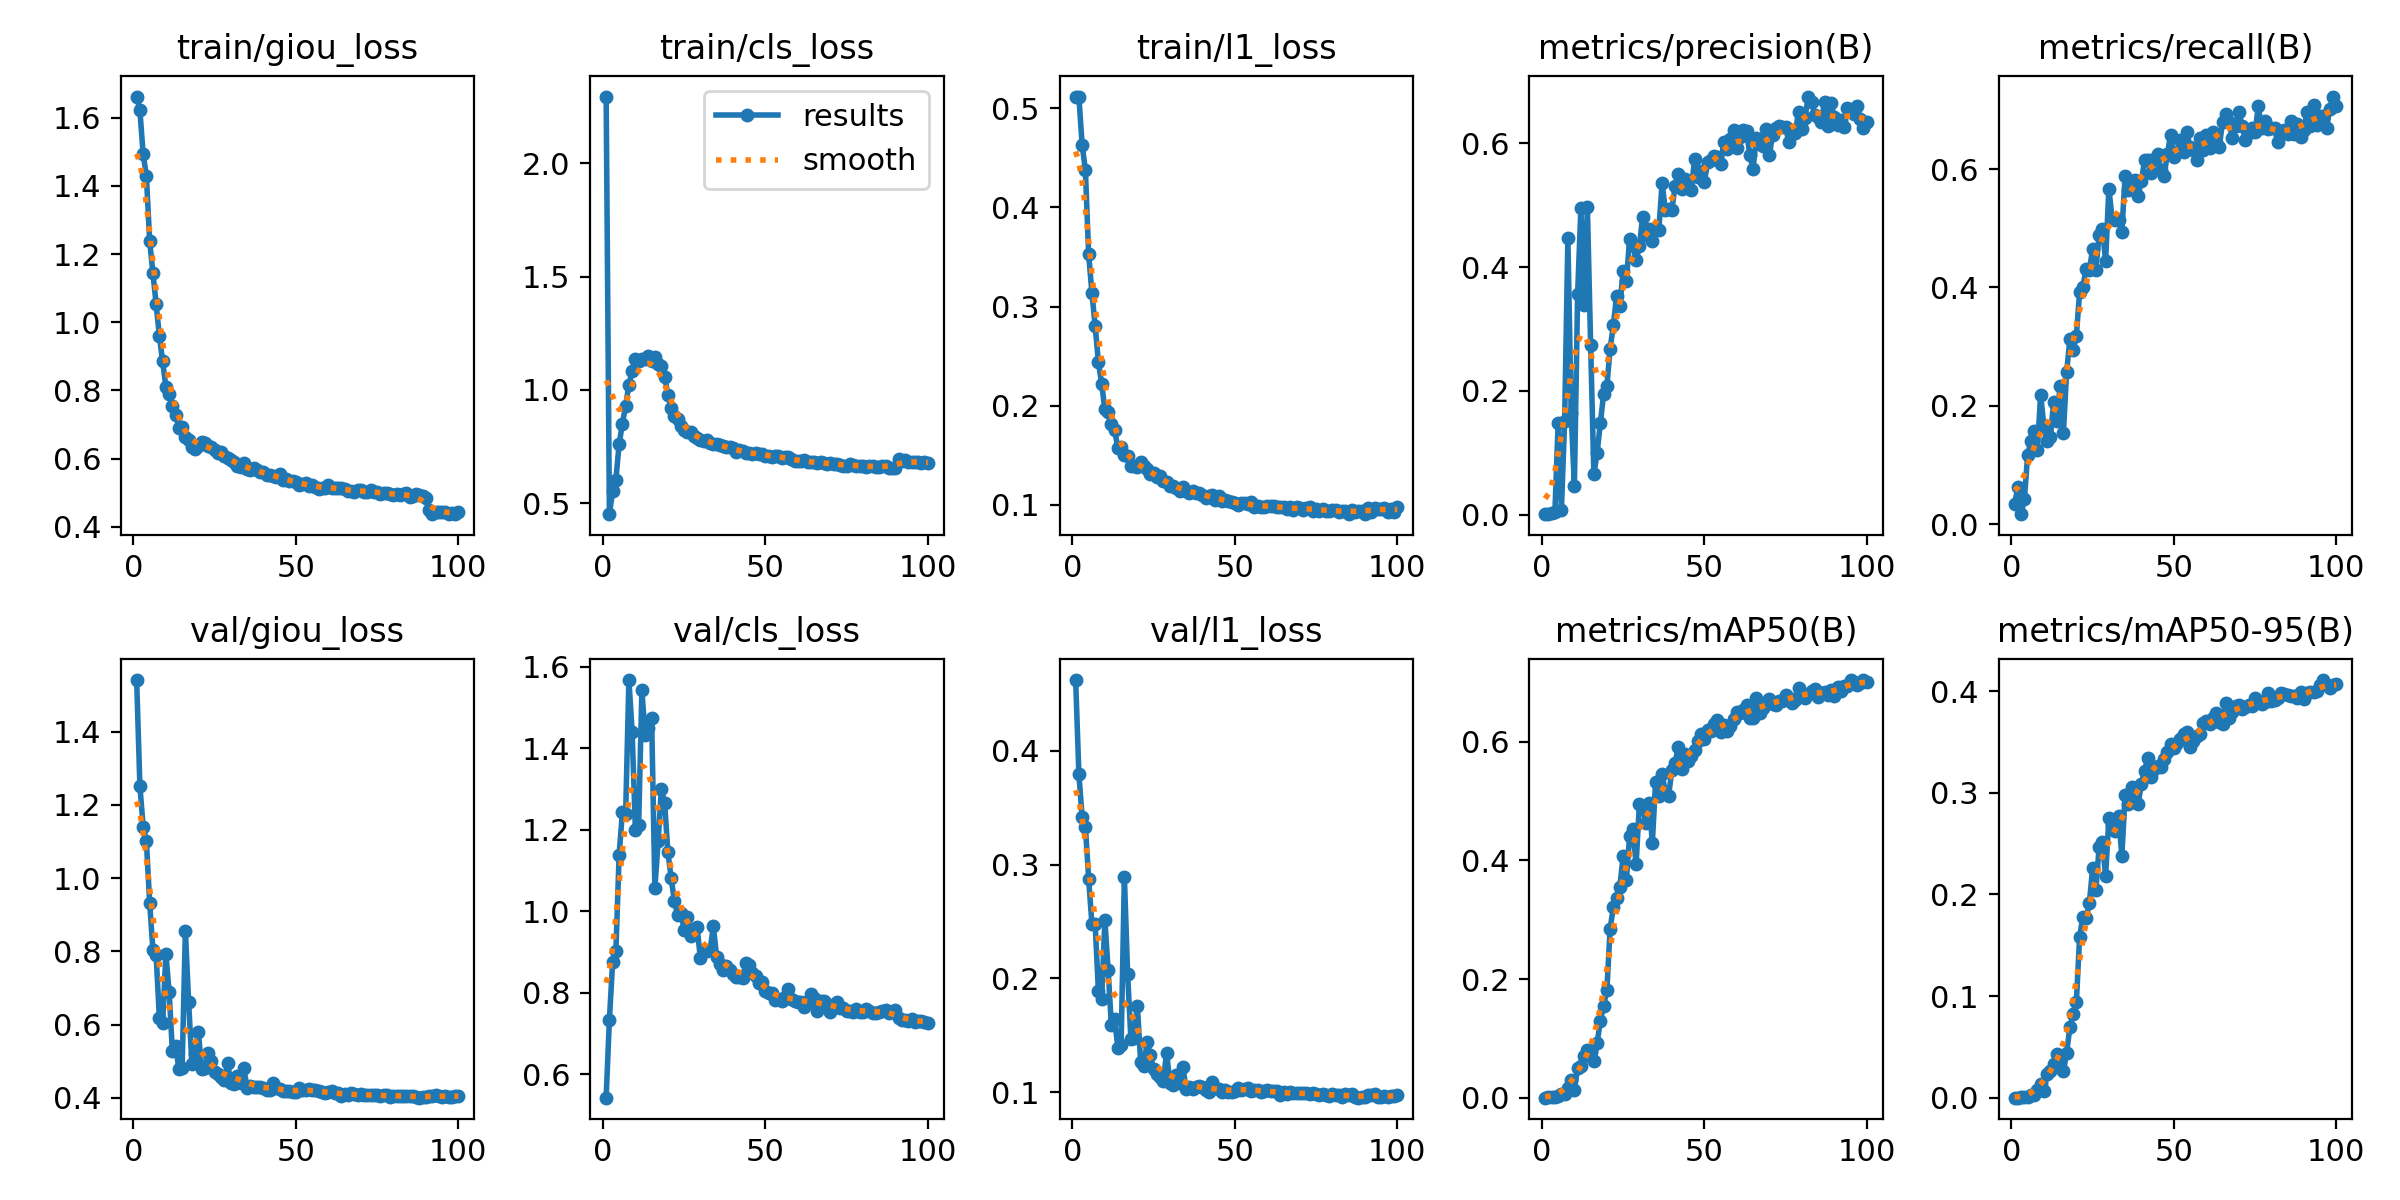 train/giou_loss
1.6
1.4
1.2
1.0
0.8
0.6
0.4
0 50 100
train/cls_loss
results
smooth
2.0
1.5
1.0
0.5
0 50 100
train/l1_loss
0.5
0.4
0.3
0.2
0.1
0 50 100
metrics/precision(B)
0.6
0.4
0.2
0.0
0 50 100
metrics/recall(B)
0.6
0.4
0.2
0.0
0 50 100
val/giou_loss
1.4
1.2
1.0
0.8
0.6
0.4
0 50 100
val/cls_loss
1.6
1.4
1.2
1.0
0.8
0.6
0 50 100
val/l1_loss
0.4
0.3
0.2
0.1
0 50 100
metrics/mAP50(B)
0.6
0.4
0.2
0.0
0 50 100
metrics/mAP50-95(B)
0.4
0.3
0.2
0.1
0.0
0 50 100